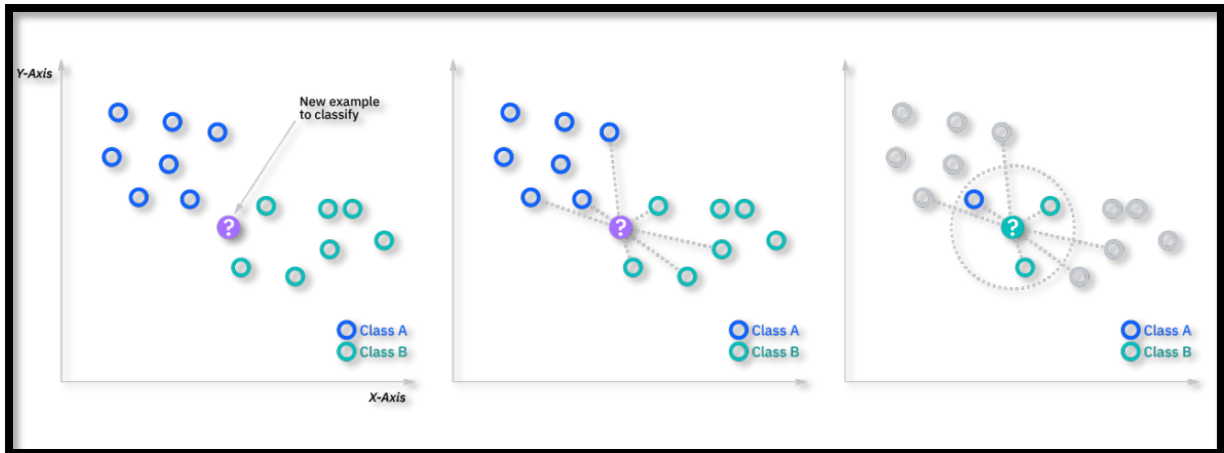 Y-Axis
New example
to classify
?
Class A
Class B
X-Axis
?
Class A
Class B
?
Class A
Class B